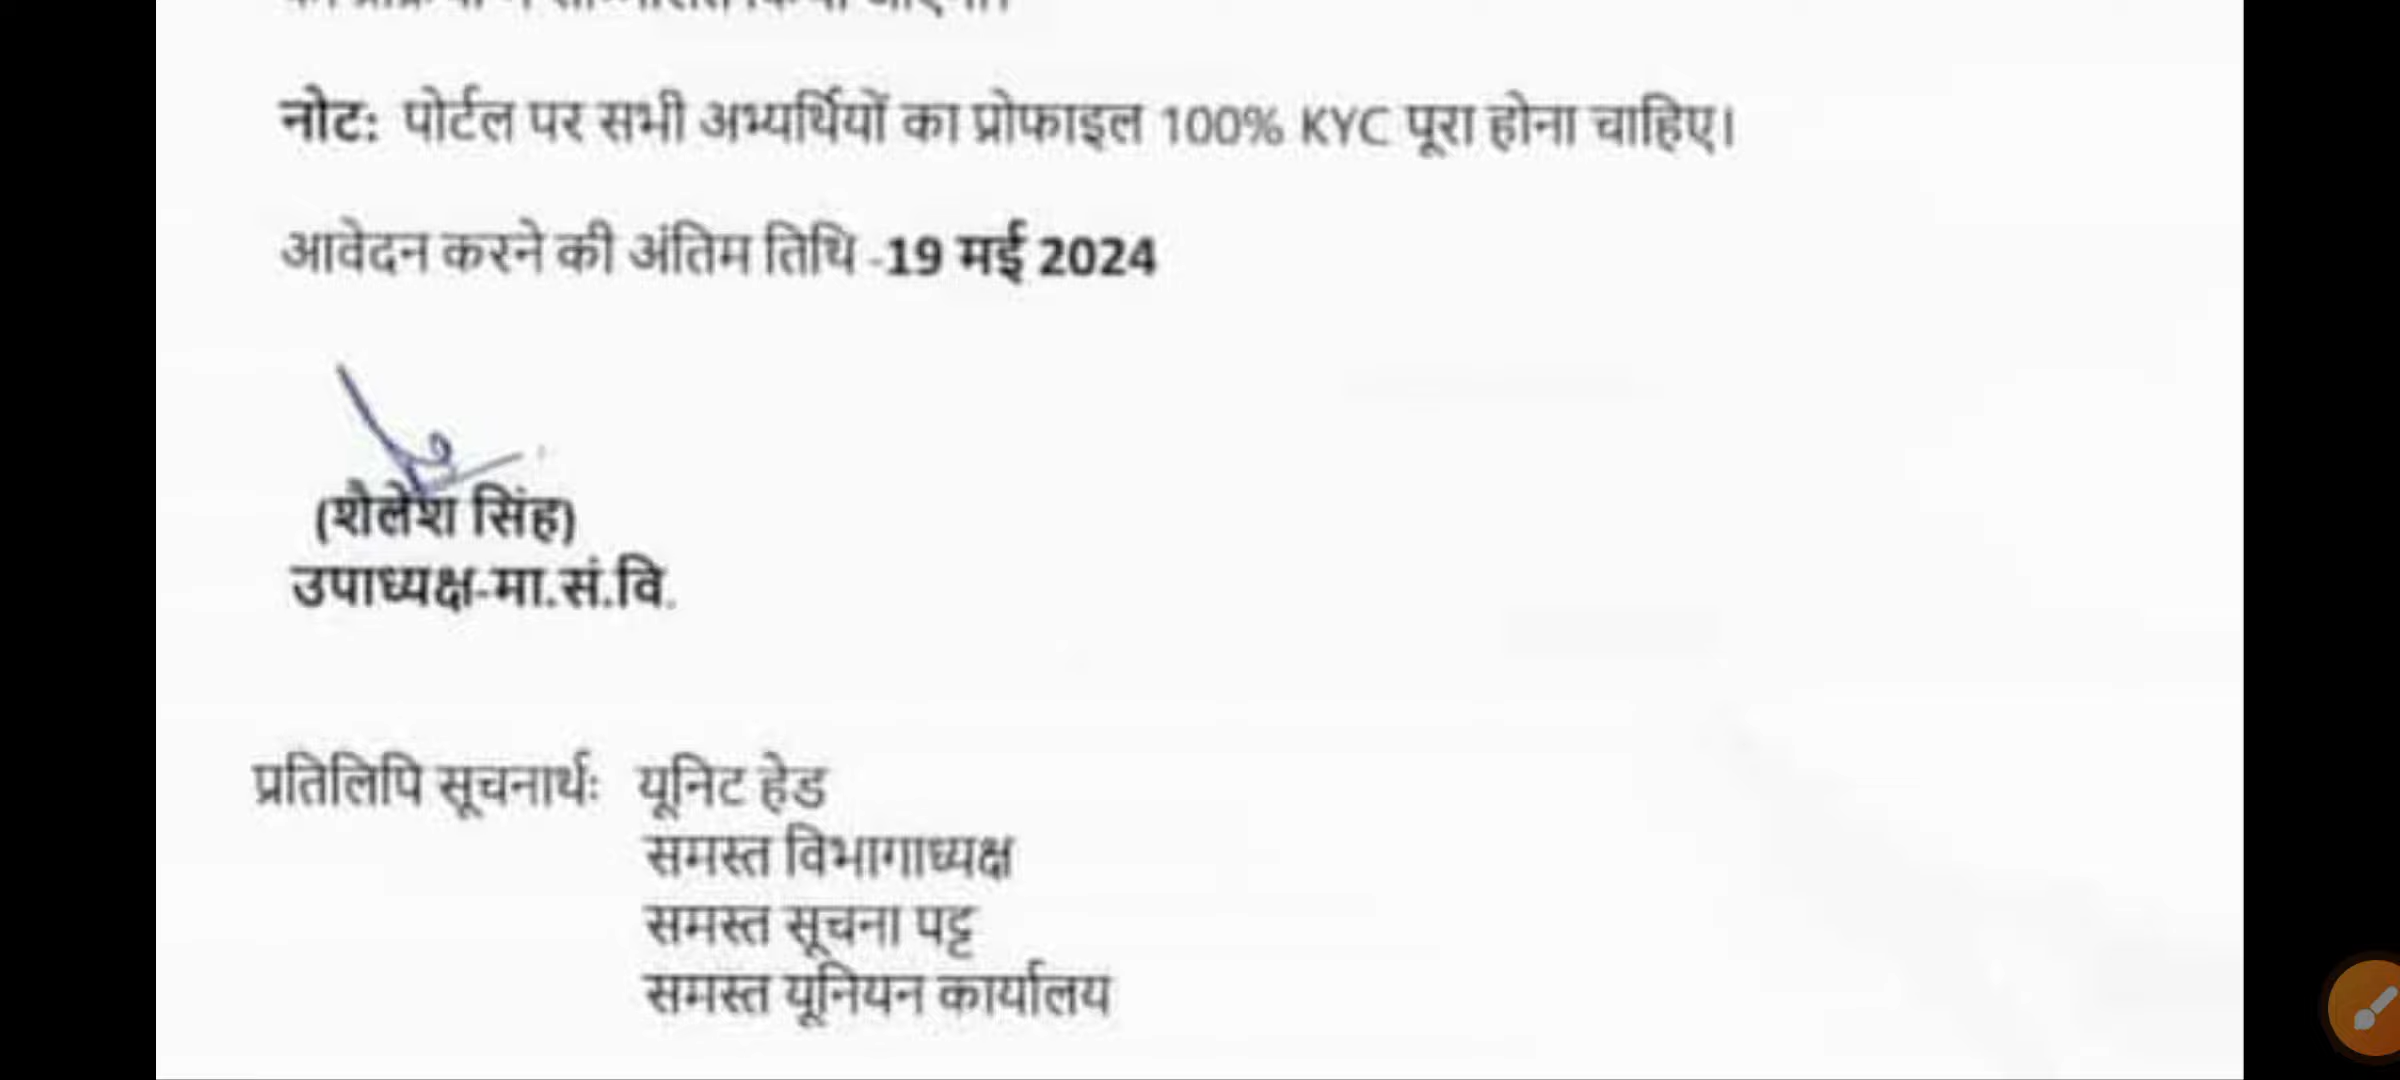 नोटः पोर्टल पर सभी अभ्यर्थियों का प्रोफाइल 100% KYC पूरा होना चाहिए।
आवेदन करने की अंतिम तिथि -19 मई 2024
(शैलेश सिंह)
उपाध्यक्ष-मा.सं.वि.
प्रतिलिपि सूचनार्थः यूनिट हेड
समस्त विभागाध्यक्ष
समस्त सूचना पट्ट
समस्त यूनियन कार्यालय